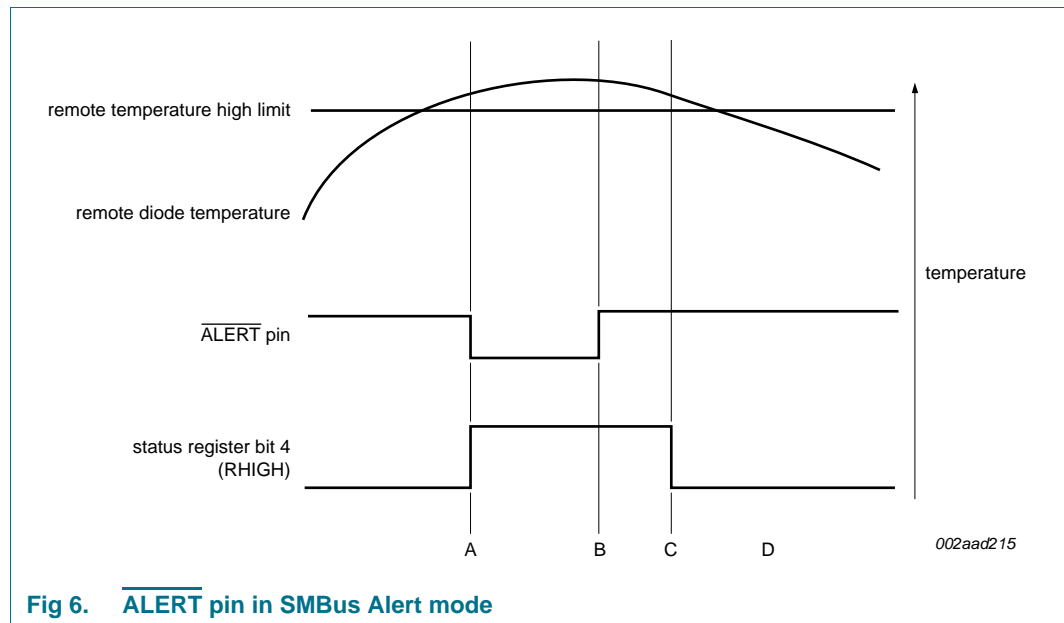 remote temperature high limit
remote diode temperature
temperature
ALERT pin
status register bit 4
(RHIGH)
A B C D
002aad215
Fig 6. ALERT pin in SMBus Alert mode